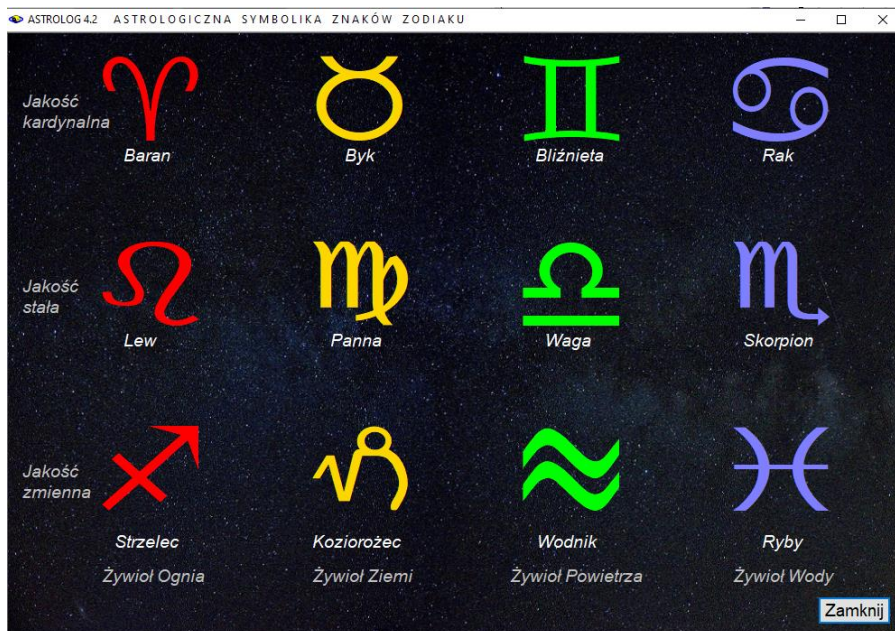 ASTROLOG 4.2 ASTROLOGICZNA SYMBOLIKA ZNAKÓW ZODIAKU
Jakość
kardynalna
Baran Byk Bliźnieta Rak
Jakość
stała
Lew Panna Waga Skorpion
Jakość
zmienna
Strzelec Koziorożec Wodnik Ryby
Żywioł Ognia Żywioł Ziemi Żywioł Powietrza Żywioł Wody
Zamknij